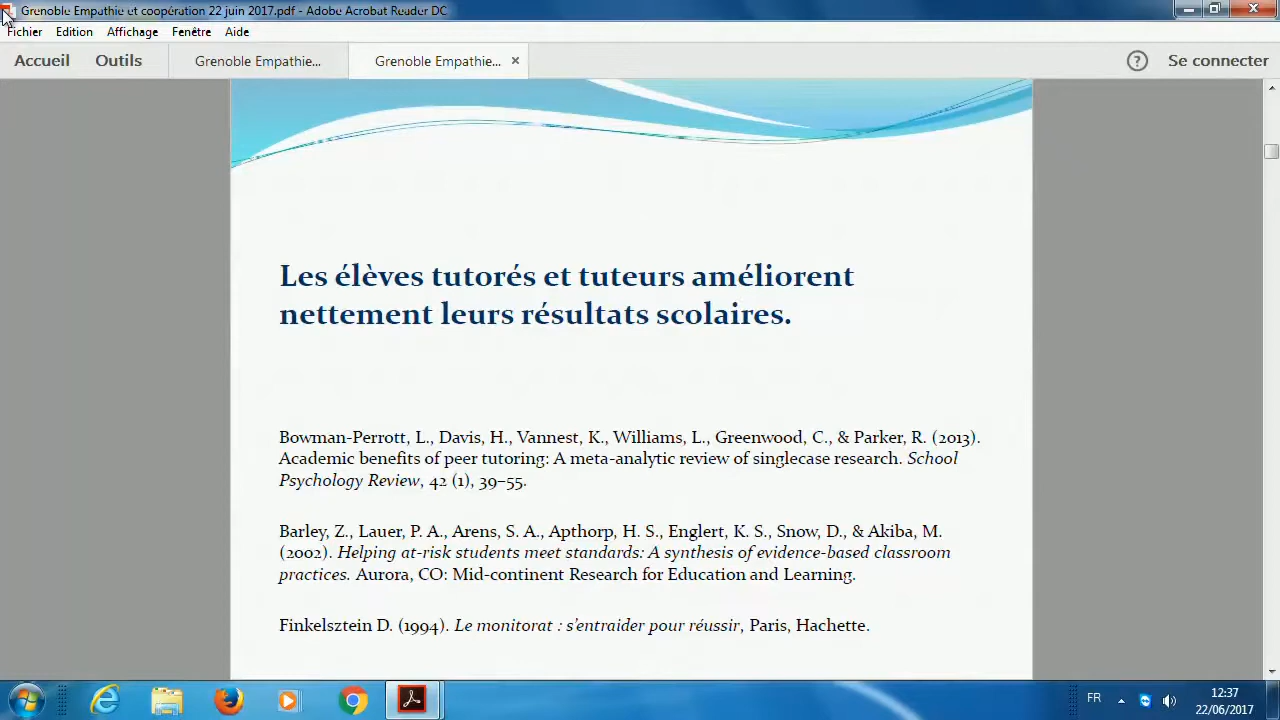 Grenoble Empathie et coopération 22 juin 2017.pdf - Adobe Acrobat Reader DC
Fichier Edition Affichage Fenêtre Aide
Accueil Outils Grenoble Empathie... Grenoble Empathie... × ? Se connecter
Les élèves tutorés et tuteurs améliorent
nettement leurs résultats scolaires.
Bowman-Perrott, L., Davis, H., Vannest, K., Williams, L., Greenwood, C., & Parker, R. (2013).
Academic benefits of peer tutoring: A meta-analytic review of singlecase research. School
Psychology Review, 42 (1), 39–55.
Barley, Z., Lauer, P. A., Arens, S. A., Apthorp, H. S., Englert, K. S., Snow, D., & Akiba, M.
(2002). Helping at-risk students meet standards: A synthesis of evidence-based classroom
practices. Aurora, CO: Mid-continent Research for Education and Learning.
Finkelsztein D. (1994). Le monitorat : s'entraider pour réussir, Paris, Hachette.
FR
12:37
22/06/2017